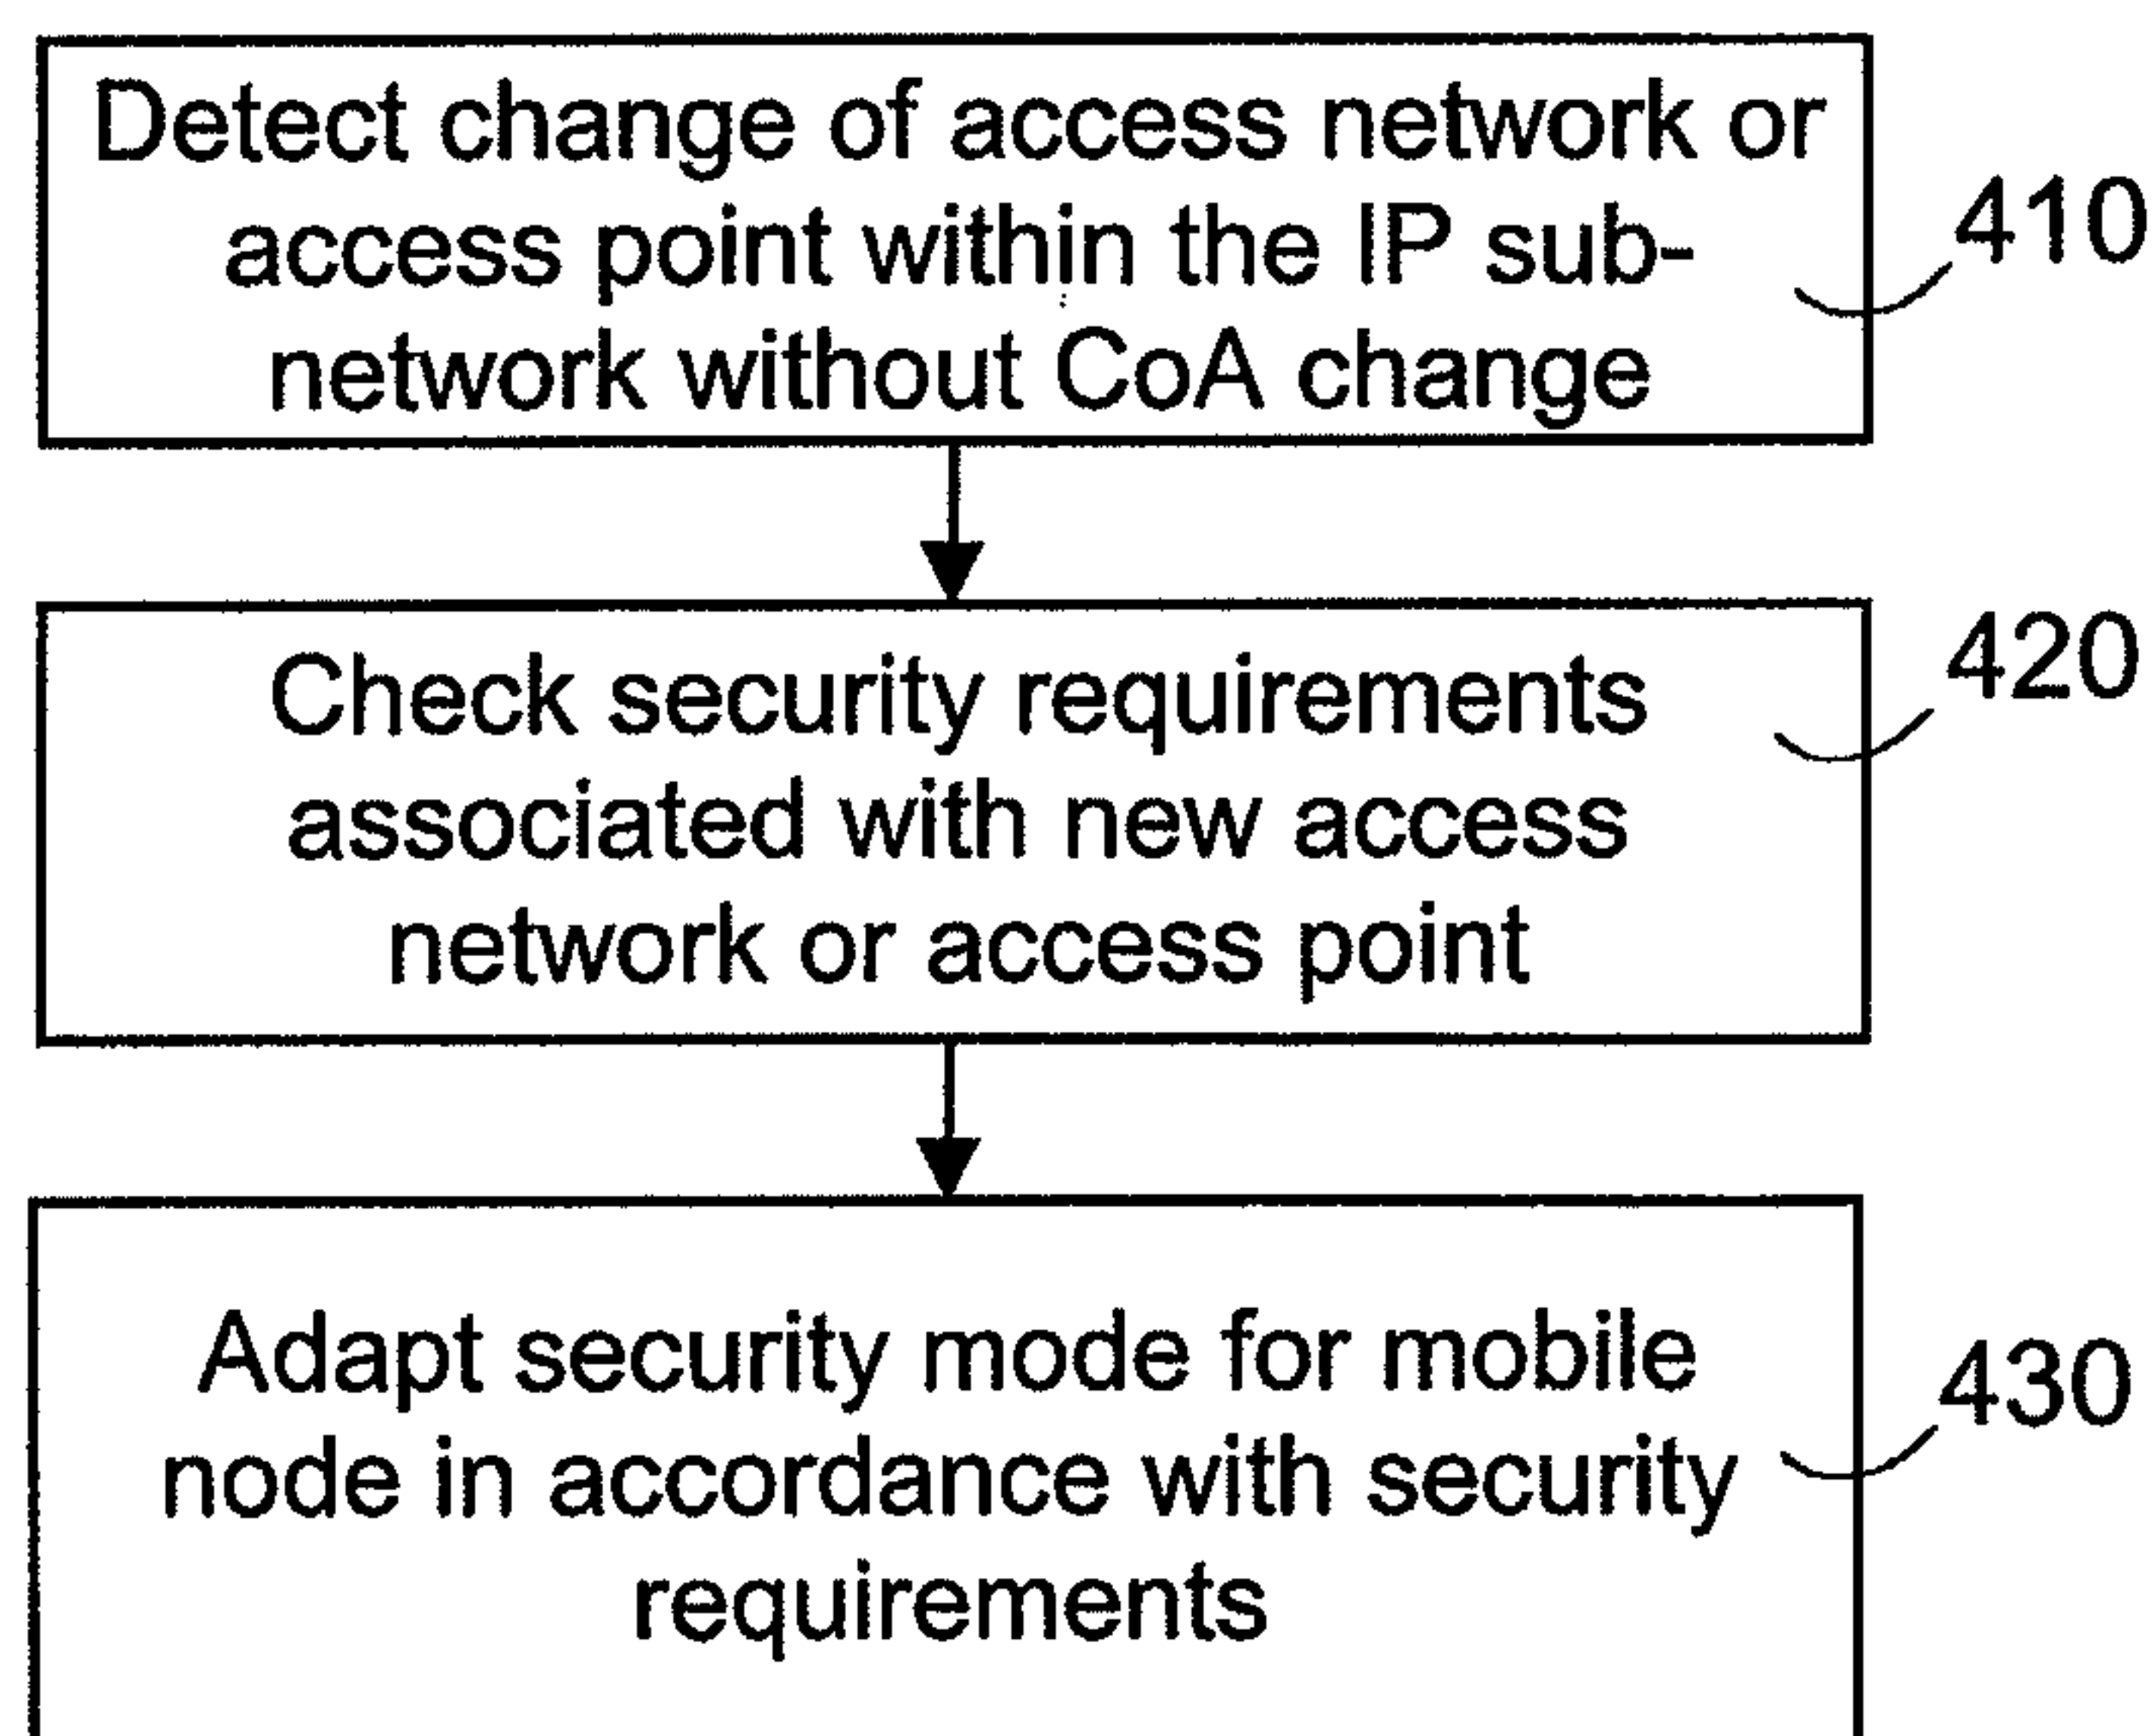 Detect change of access network or
access point within the IP sub-
network without CoA change
410
Check security requirements
associated with new access
network or access point
420
Adapt security mode for mobile
node in accordance with security
requirements
430